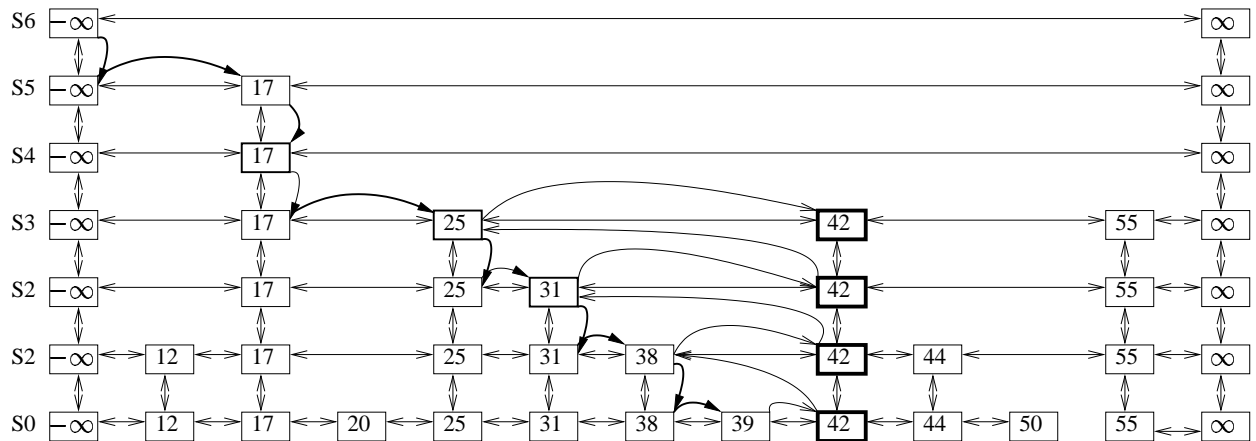 S6 −∞ ∞
S5 −∞ 17 ∞
S4 −∞ 17 ∞
S3 −∞ 17 25 42 55 ∞
S2 −∞ 17 25 31 42 55 ∞
S2 −∞ 12 17 25 31 38 42 44 55 ∞
S0 −∞ 12 17 20 25 31 38 39 42 44 50 55 ∞